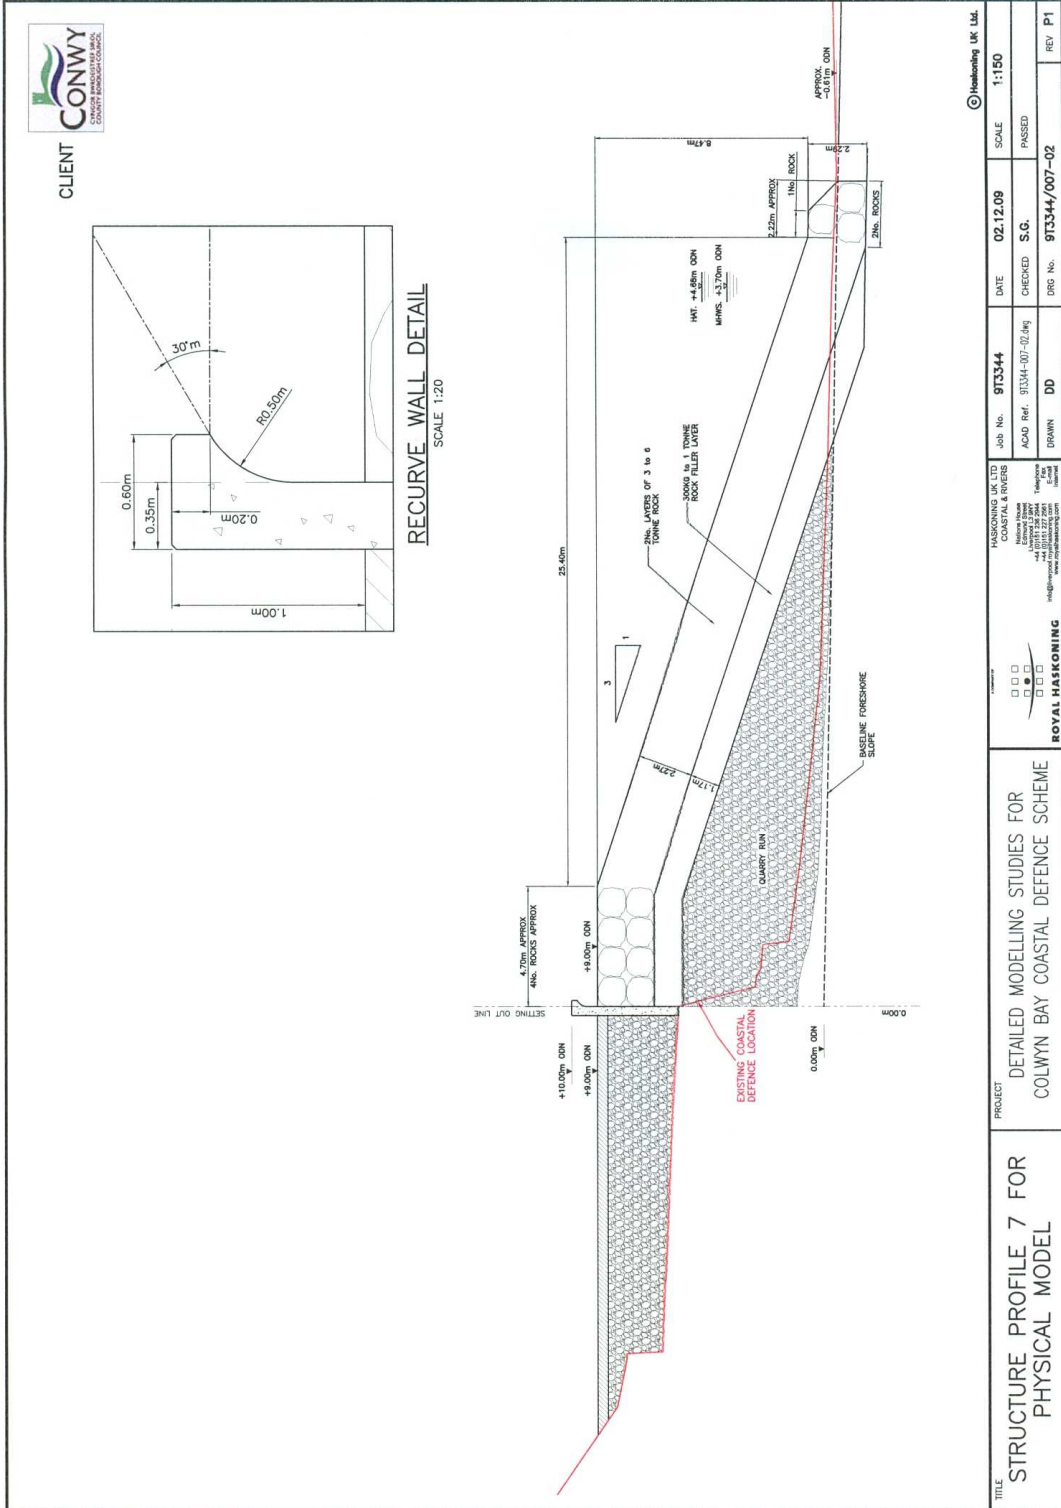 CLIENT
CONWY
CYNGOR BWRDEISTREF SIROL
COUNTY BOROUGH COUNCIL
0.60m
0.35m
0.20m
1.00m
30°m
R0.50m
RECURVE WALL DETAIL
SCALE 1:20
SETTING OUT LINE
+10.00m ODN
+9.00m ODN
4.70m APPROX
4No. ROCKS APPROX
+9.00m ODN
25.40m
3
1
2No. LAYERS OF 3 to 6
TONNE ROCK
300KG to 1 TONNE
ROCK FILLER LAYER
2.27m
1.17m
HAT. +4.68m ODN
MHWS. +3.70m ODN
8.47m
2.22m APPROX
1No. ROCK
2.29m
2No. ROCKS
APPROX.
-0.61m ODN
EXISTING COASTAL
DEFENCE LOCATION
QUARRY RUN
BASELINE FORESHORE
SLOPE
0.00m ODN
0.00m
© Haskoning UK Ltd.
TITLE
STRUCTURE PROFILE 7 FOR
PHYSICAL MODEL
PROJECT
DETAILED MODELLING STUDIES FOR
COLWYN BAY COASTAL DEFENCE SCHEME
ROYAL HASKONING
HASKONING UK LTD
COASTAL & RIVERS
Telephone
Fax
E-mail
Internet
Job No. 9T3344
DATE 02.12.09
SCALE 1:150
ACAD Ref. 9T3344-007-02.dwg
CHECKED S.G.
PASSED
DRAWN DD
DRG No. 9T3344/007-02
REV P1